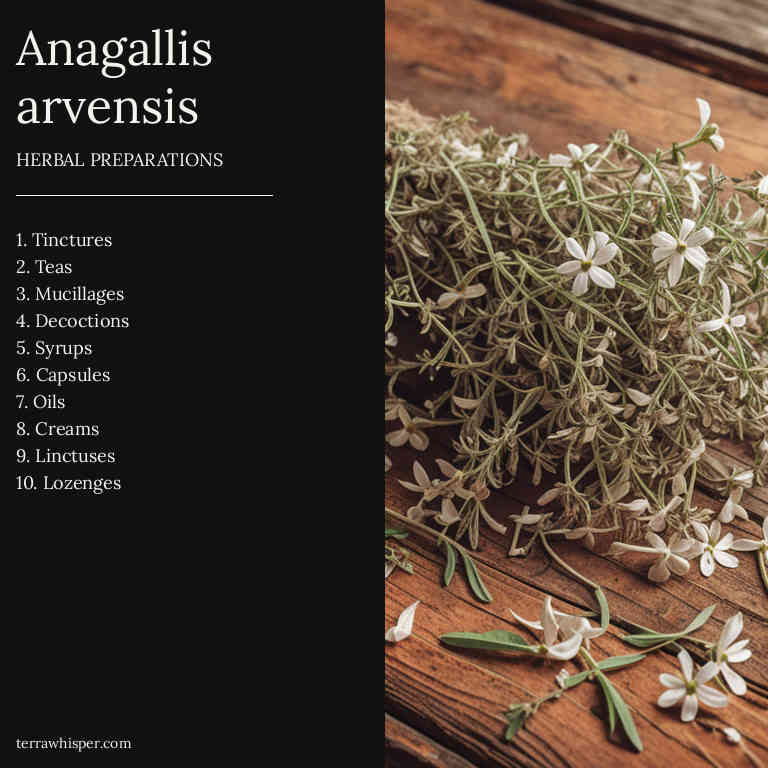 Anagallis
arvensis
HERBAL PREPARATIONS
1. Tinctures
2. Teas
3. Mucillages
4. Decoctions
5. Syrups
6. Capsules
7. Oils
8. Creams
9. Linctuses
10. Lozenges
terrawhisper.com